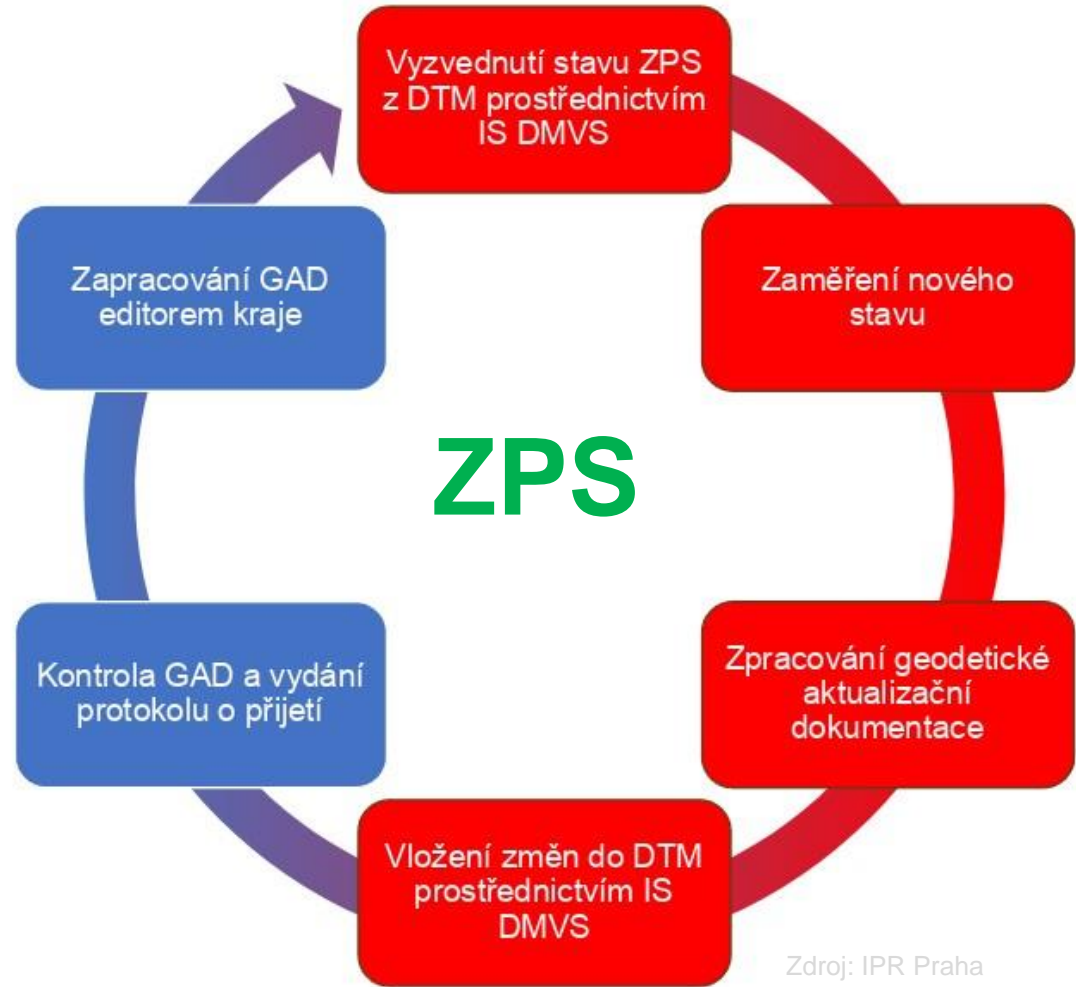 Vyzvednutí stavu ZPS
z DTM prostřednictvím
IS DMVS
Zaměření nového
stavu
Zpracování geodetické
aktualizační
dokumentace
Vložení změn do DTM
prostřednictvím IS
DMVS
Kontrola GAD a vydání
protokolu o přijetí
Zapracování GAD
editorem kraje
ZPS
Zdroj: IPR Praha